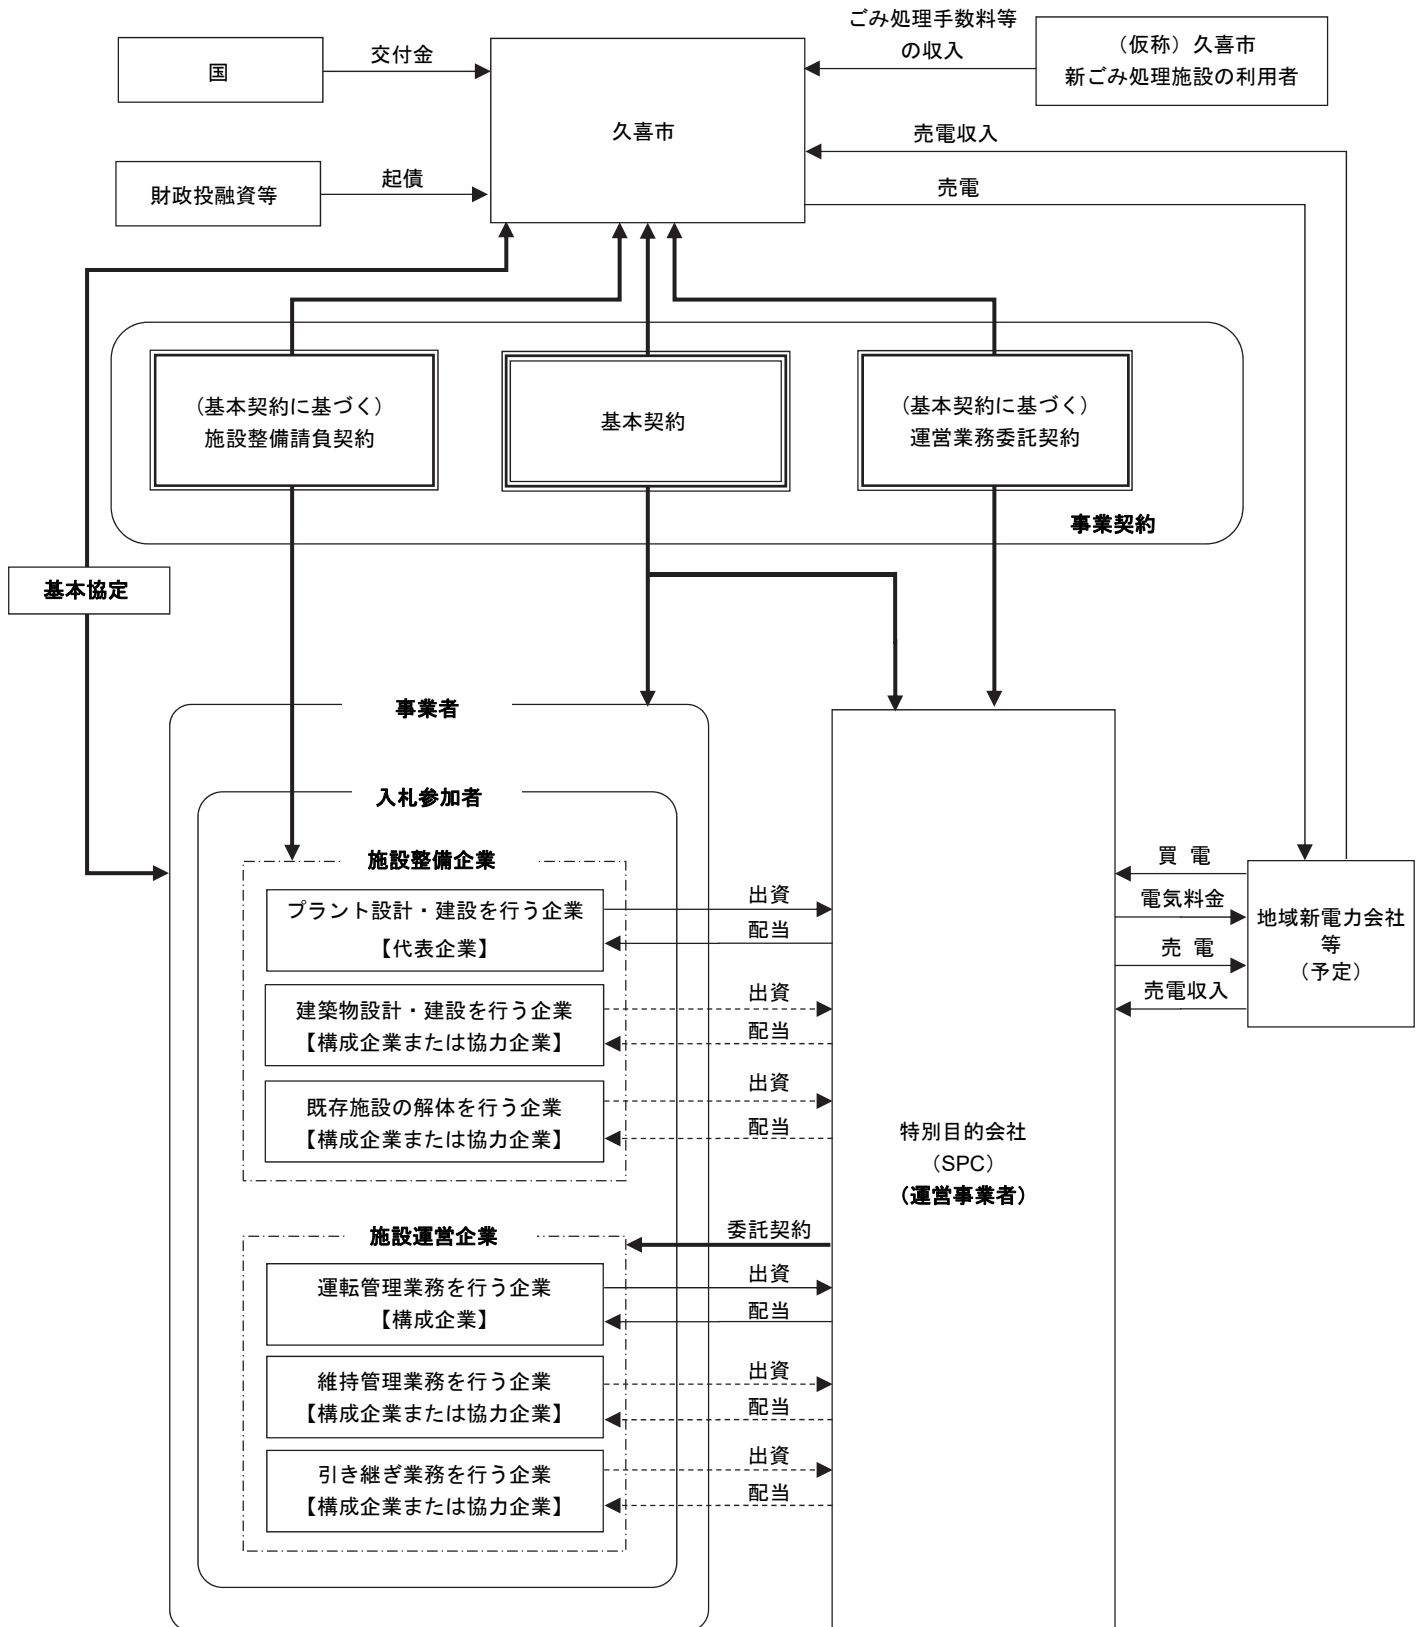 国
交付金
ごみ処理手数料等
の収入
（仮称）久喜市
新ごみ処理施設の利用者
久喜市
売電収入
売電
財政投融資等
起債
（基本契約に基づく）
施設整備請負契約
基本契約
（基本契約に基づく）
運営業務委託契約
事業契約
基本協定
事業者
入札参加者
施設整備企業
プラント設計・建設を行う企業
【代表企業】
出資
配当
建築物設計・建設を行う企業
【構成企業または協力企業】
出資
配当
既存施設の解体を行う企業
【構成企業または協力企業】
出資
配当
買 電
電気料金
売 電
売電収入
地域新電力会社
等
（予定）
特別目的会社
（SPC）
（運営事業者）
施設運営企業
委託契約
運転管理業務を行う企業
【構成企業】
出資
配当
維持管理業務を行う企業
【構成企業または協力企業】
出資
配当
引き継ぎ業務を行う企業
【構成企業または協力企業】
出資
配当